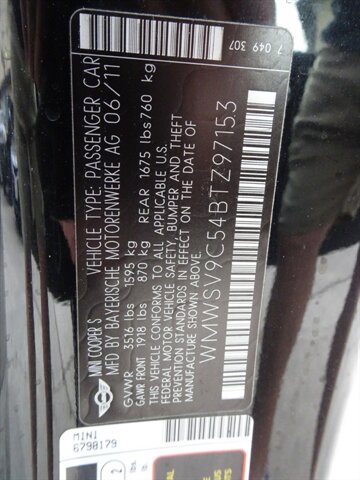 7 049 307
MINI COOPER S
VEHICLE TYPE: PASSENGER CAR
MFD BY BAYERISCHE MOTORENWERKE AG 06/11
GVWR 3516 lbs 1595 kg
GAWR FRONT 1918 lbs 870 kg REAR 1675 lbs 760 kg
THIS VEHICLE CONFORMS TO ALL APPLICABLE U.S.
FEDERAL MOTOR VEHICLE SAFETY, BUMPER AND THEFT
PREVENTION STANDARDS IN EFFECT ON THE DATE OF
MANUFACTURE SHOWN ABOVE
WMWSV9C54BTZ97153
MINI
6798179
2
lbs.